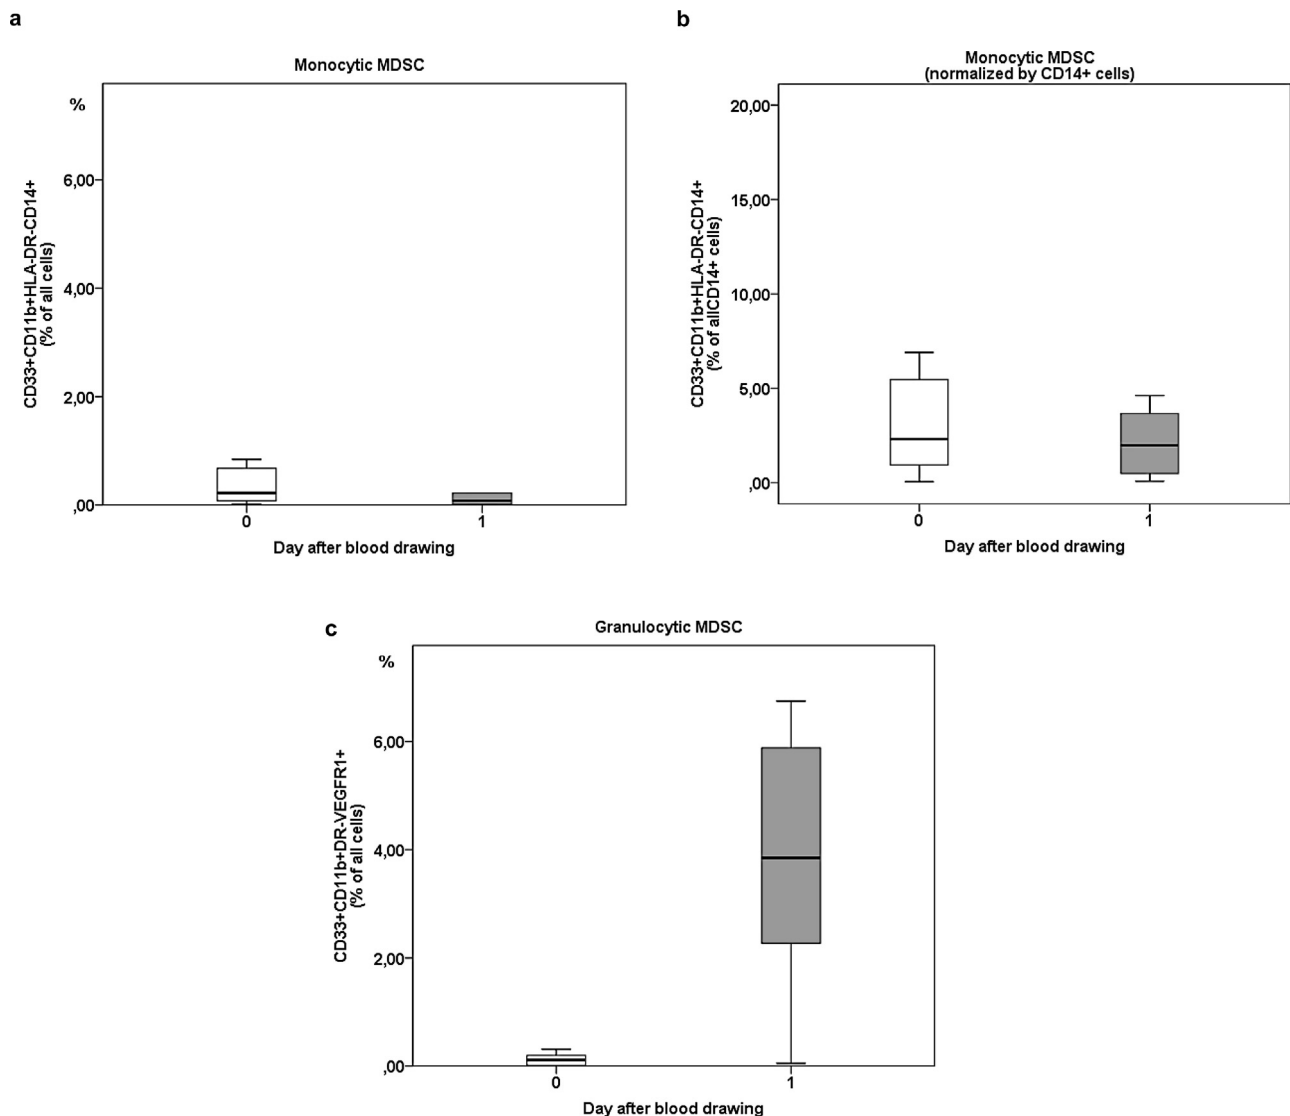 a
Monocytic MDSC
%
CD33+CD11b+HLA-DR-CD14+
(% of all cells)
6,00
4,00
2,00
,00
0
1
Day after blood drawing
b
Monocytic MDSC
(normalized by CD14+ cells)
CD33+CD11b+HLA-DR-CD14+
(% of allCD14+ cells)
20,00
15,00
10,00
5,00
,00
0
1
Day after blood drawing
c
Granulocytic MDSC
%
CD33+CD11b+DR-VEGFR1+
(% of all cells)
6,00
4,00
2,00
,00
0
1
Day after blood drawing